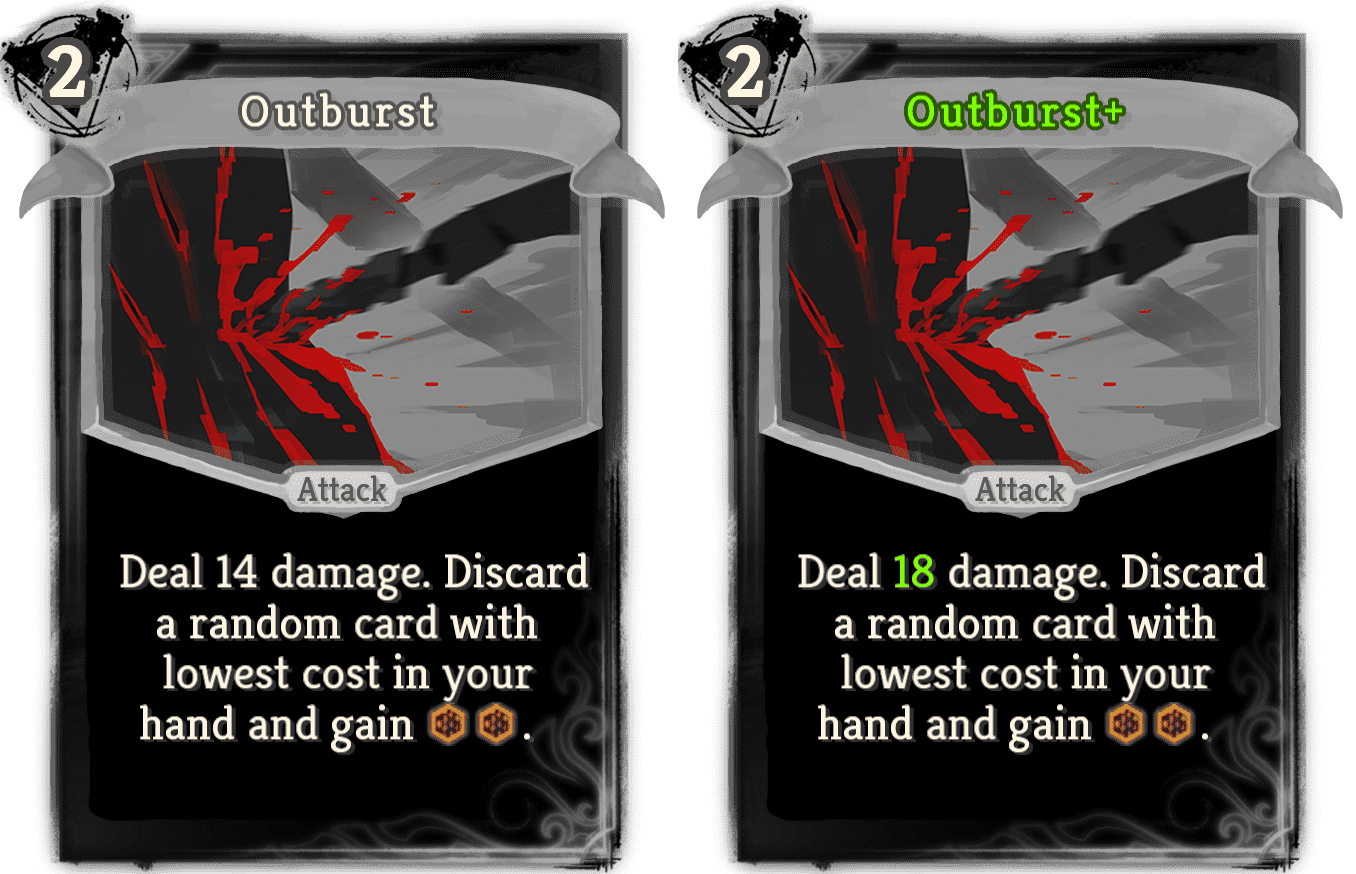 2
Outburst
Attack
Deal 14 damage. Discard
a random card with
lowest cost in your
hand and gain .
2
Outburst+
Attack
Deal 18 damage. Discard
a random card with
lowest cost in your
hand and gain .